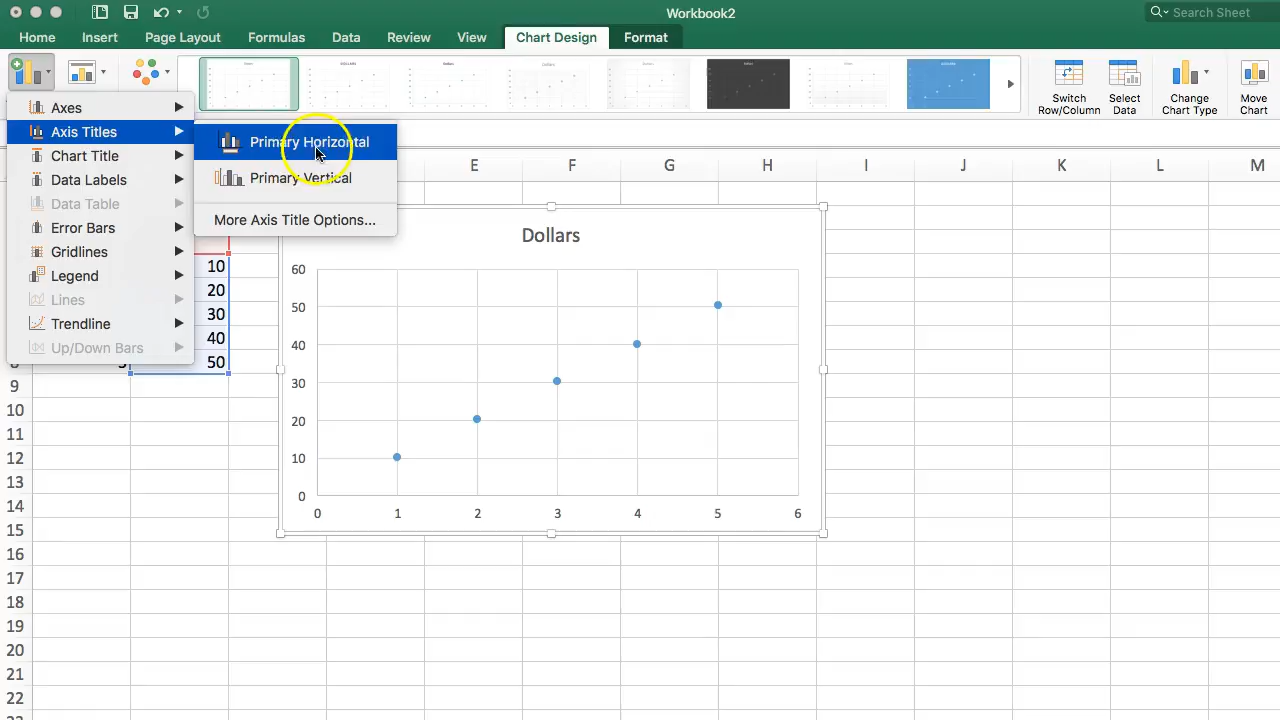 Workbook2
Search Sheet
Home Insert Page Layout Formulas Data Review View Chart Design Format
Switch Row/Column
Select Data
Change Chart Type
Move Chart
Axes
Axis Titles
Chart Title
Data Labels
Data Table
Error Bars
Gridlines
Legend
Lines
Trendline
Up/Down Bars
Primary Horizontal
Primary Vertical
More Axis Title Options...
E F G H I J K L M
10
20
30
40
50
9
10
11
12
13
14
15
16
17
18
19
20
21
22
Dollars
60
50
40
30
20
10
0
0 1 2 3 4 5 6